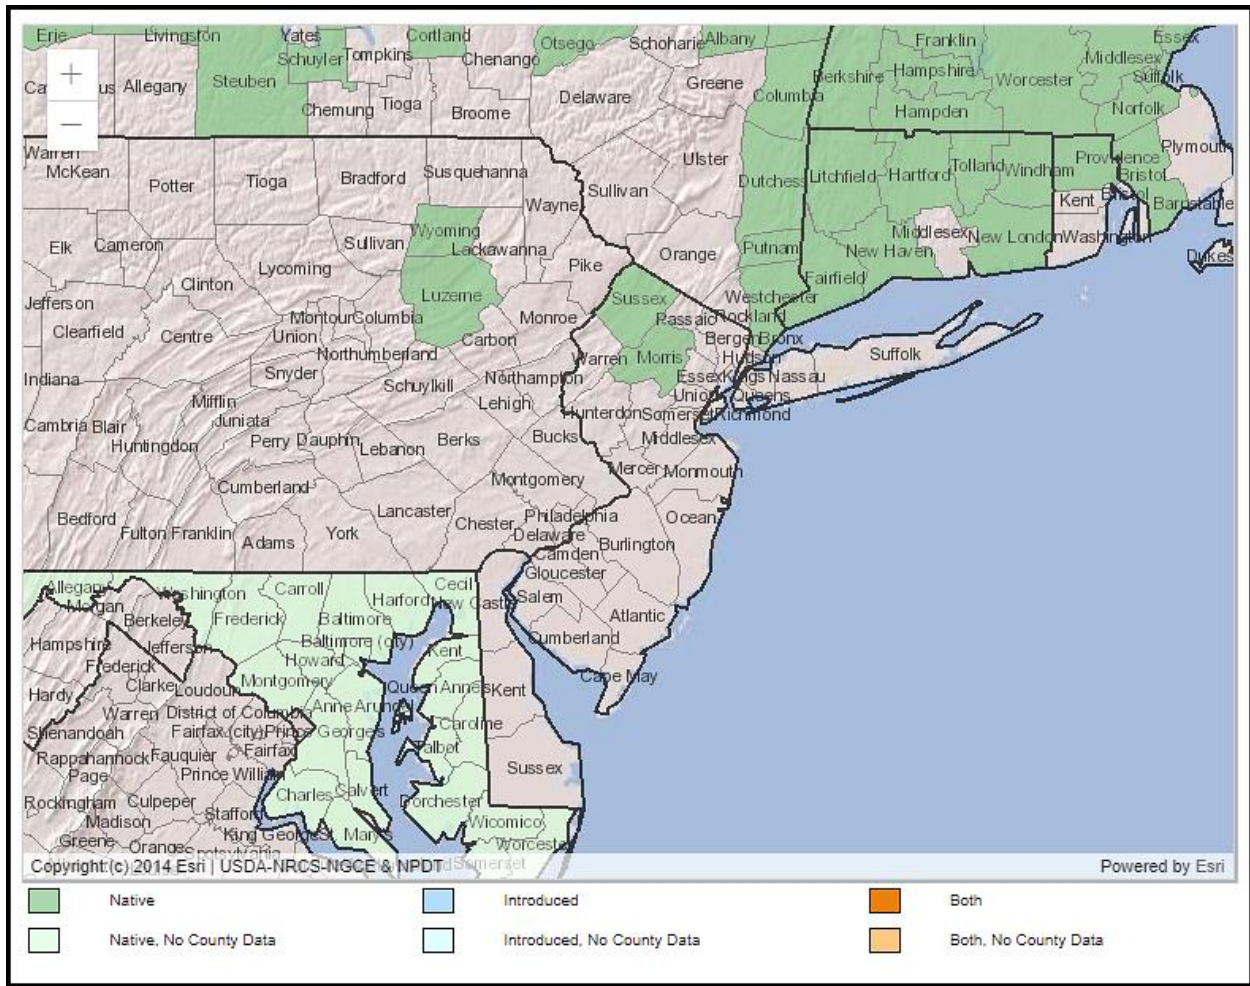 Erie Livingston Yates Cortland Otsego Schoharie Albany Franklin Middlesex Essex
Schuyler Tompkins Chenango Berkshire Hampshire Worcester Suffolk
+
Steuben Allegany Greene Columbia Norfolk
Chemung Tioga Broome Delaware Hampden
−
Warren Plymouth
McKean Potter Tioga Bradford Susquehanna Ulster Tolland Windham Providence
Sullivan Dutchess Litchfield Hartford Bristol
Wayne Kent Bristol Barnstable
Elk Cameron Sullivan Wyoming Lackawanna Orange Putnam New Haven Middlesex New London Washington
Lycoming Pike Fairfield Dukes
Clinton Luzerne Sussex Westchester
Jefferson Montour Columbia Monroe Passaic Rockland
Clearfield Centre Union Carbon Bergen Bronx
Northumberland Warren Morris Hudson Suffolk
Indiana Snyder Schuylkill Northampton Essex Kings Nassau
Mifflin Lehigh Union Queens
Cambria Blair Juniata Hunterdon Somerset Richmond
Huntingdon Perry Dauphin Lebanon Berks Bucks Middlesex
Cumberland Montgomery Mercer Monmouth
Bedford Lancaster Philadelphia Ocean
Fulton Franklin Adams York Chester Delaware Burlington
Camden
Gloucester
Allegany Washington Carroll Harford Cecil New Castle Salem
Morgan Berkeley Frederick Baltimore Atlantic
Hampshire Jefferson Baltimore (city) Cumberland
Frederick Howard Kent
Hardy Clarke Loudoun Montgomery Queen Anne's Kent Cape May
Warren District of Columbia Anne Arundel
Shenandoah Fairfax (city) Prince George's Caroline
Rappahannock Fauquier Fairfax Talbot
Page Prince William Sussex
Rockingham Culpeper Charles Calvert Dorchester
Madison Stafford Wicomico
Greene Orange King George St. Mary's Worcester
Spotsylvania Somerset
Copyright:(c) 2014 Esri | USDA-NRCS-NGCE & NPDT Powered by Esri
Native Introduced Both
Native, No County Data Introduced, No County Data Both, No County Data